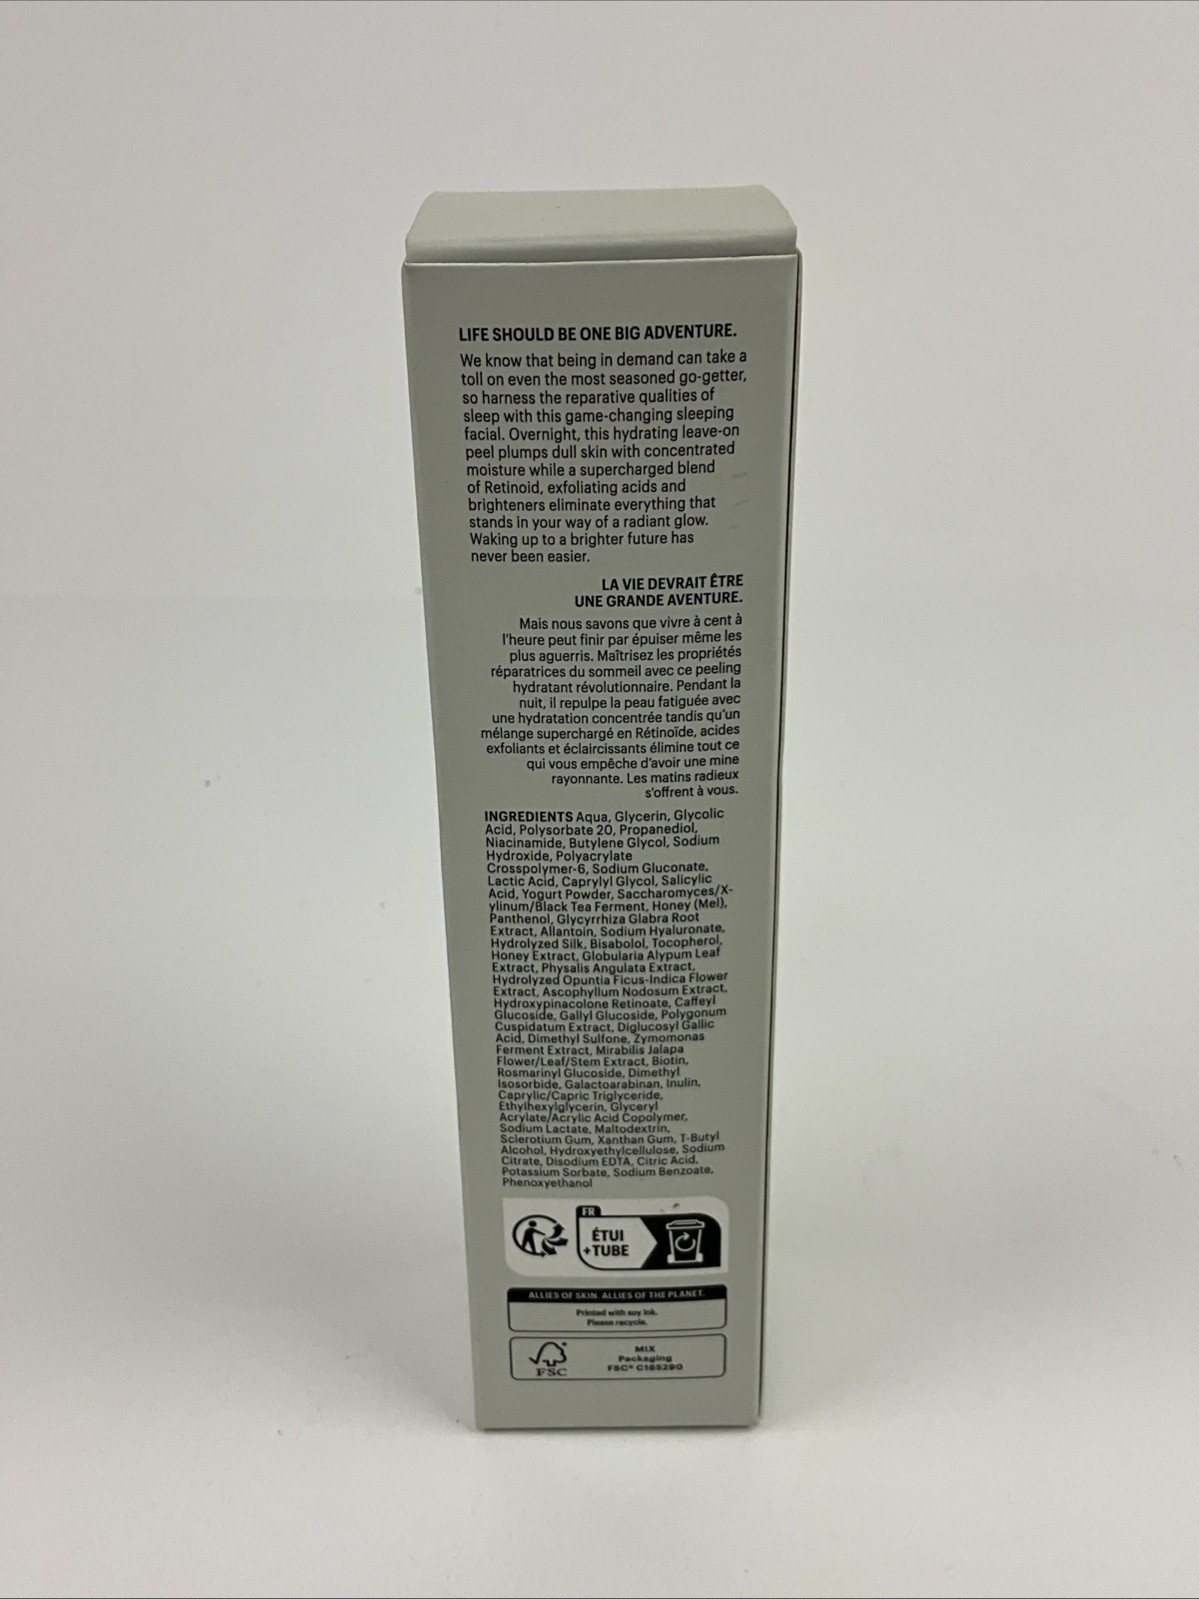 LIFE SHOULD BE ONE BIG ADVENTURE.
We know that being in demand can take a
toll on even the most seasoned go-getter,
so harness the reparative qualities of
sleep with this game-changing sleeping
facial. Overnight, this hydrating leave-on
peel plumps dull skin with concentrated
moisture while a supercharged blend
of Retinoid, exfoliating acids and
brighteners eliminate everything that
stands in your way of a radiant glow.
Waking up to a brighter future has
never been easier.
LA VIE DEVRAIT ÊTRE
UNE GRANDE AVENTURE.
Mais nous savons que vivre à cent à
l'heure peut finir par épuiser même les
plus aguerris. Maîtrisez les propriétés
réparatrices du sommeil avec ce peeling
hydratant révolutionnaire. Pendant la
nuit, il repulpe la peau fatiguée avec
une hydratation concentrée tandis qu'un
mélange superchargé en Rétinoïde, acides
exfoliants et éclaircissants élimine tout ce
qui vous empêche d'avoir une mine
rayonnante. Les matins radieux
s'offrent à vous.
INGREDIENTS Aqua, Glycerin, Glycolic
Acid, Polysorbate 20, Propanediol,
Niacinamide, Butylene Glycol, Sodium
Hydroxide, Polyacrylate
Crosspolymer-6, Sodium Gluconate,
Lactic Acid, Caprylyl Glycol, Salicylic
Acid, Yogurt Powder, Saccharomyces/X-
ylinum/Black Tea Ferment, Honey (Mel),
Panthenol, Glycyrrhiza Glabra Root
Extract, Allantoin, Sodium Hyaluronate,
Hydrolyzed Silk, Bisabolol, Tocopherol,
Honey Extract, Globularia Alypum Leaf
Extract, Physalis Angulata Extract,
Hydrolyzed Opuntia Ficus-Indica Flower
Extract, Ascophyllum Nodosum Extract,
Hydroxypinacolone Retinoate, Caffeyl
Glucoside, Gallyl Glucoside, Polygonum
Cuspidatum Extract, Diglucosyl Gallic
Acid, Dimethyl Sulfone, Zymomonas
Ferment Extract, Mirabilis Jalapa
Flower/Leaf/Stem Extract, Biotin,
Rosmarinyl Glucoside, Dimethyl
Isosorbide, Galactoarabinan, Inulin,
Caprylic/Capric Triglyceride,
Ethylhexylglycerin, Glyceryl
Acrylate/Acrylic Acid Copolymer,
Sodium Lactate, Maltodextrin,
Sclerotium Gum, Xanthan Gum, T-Butyl
Alcohol, Hydroxyethylcellulose, Sodium
Citrate, Disodium EDTA, Citric Acid,
Potassium Sorbate, Sodium Benzoate,
Phenoxyethanol
FR
ÉTUI
+TUBE
ALLIES OF SKIN. ALLIES OF THE PLANET.
Printed with soy ink.
Please recycle.
FSC
MIX
Packaging
FSC® C185290